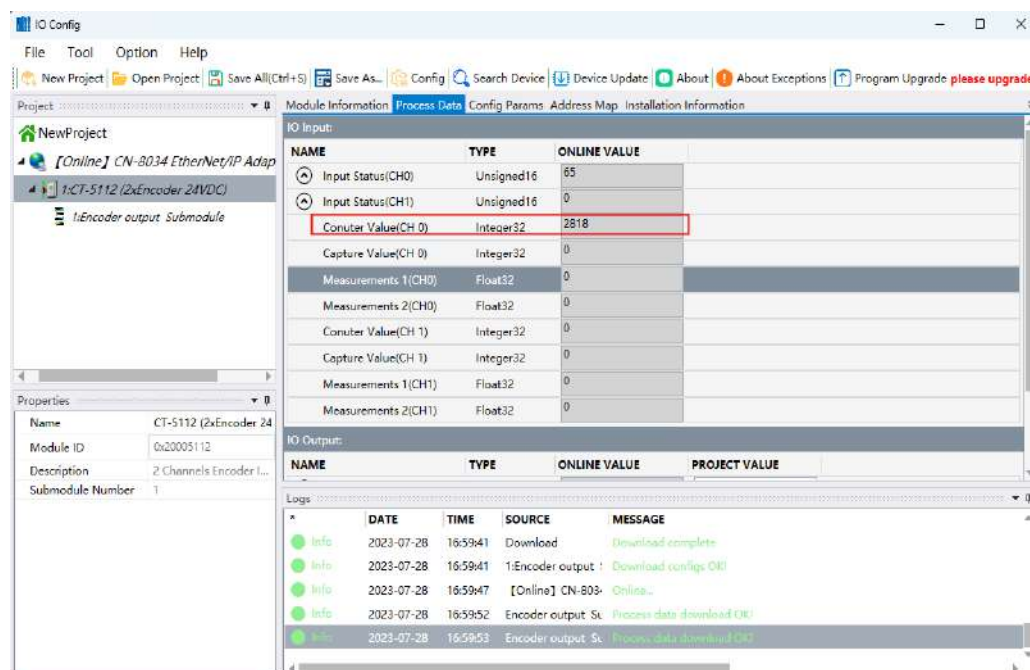 IO Config
File Tool Option Help
New Project Open Project Save All(Ctrl+S) Save As... Config Search Device Device Update About About Exceptions Program Upgrade please upgrade
Project
Module Information Process Data Config Params Address Map Installation Information
NewProject
【Online】CN-8034 EtherNet/IP Adap
1:CT-5112 (2xEncoder 24VDC)
1:Encoder output Submodule
IO Input:
NAME TYPE ONLINE VALUE
Input Status(CH0) Unsigned16 65
Input Status(CH1) Unsigned16 0
Conuter Value(CH 0) Integer32 2818
Capture Value(CH 0) Integer32 0
Measurements 1(CH0) Float32 0
Measurements 2(CH0) Float32 0
Conuter Value(CH 1) Integer32 0
Capture Value(CH 1) Integer32 0
Measurements 1(CH1) Float32 0
Measurements 2(CH1) Float32 0
IO Output:
NAME TYPE ONLINE VALUE PROJECT VALUE
Properties
Name CT-5112 (2xEncoder 24
Module ID 0x20005112
Description 2 Channels Encoder I...
Submodule Number 1
Logs
* DATE TIME SOURCE MESSAGE
Info 2023-07-28 16:59:41 Download Download complete
Info 2023-07-28 16:59:41 1:Encoder output Download configs OK!
Info 2023-07-28 16:59:47 【Online】CN-803 Online...
Info 2023-07-28 16:59:52 Encoder output Su Process data download OK!
Info 2023-07-28 16:59:53 Encoder output Su Process data download OK!